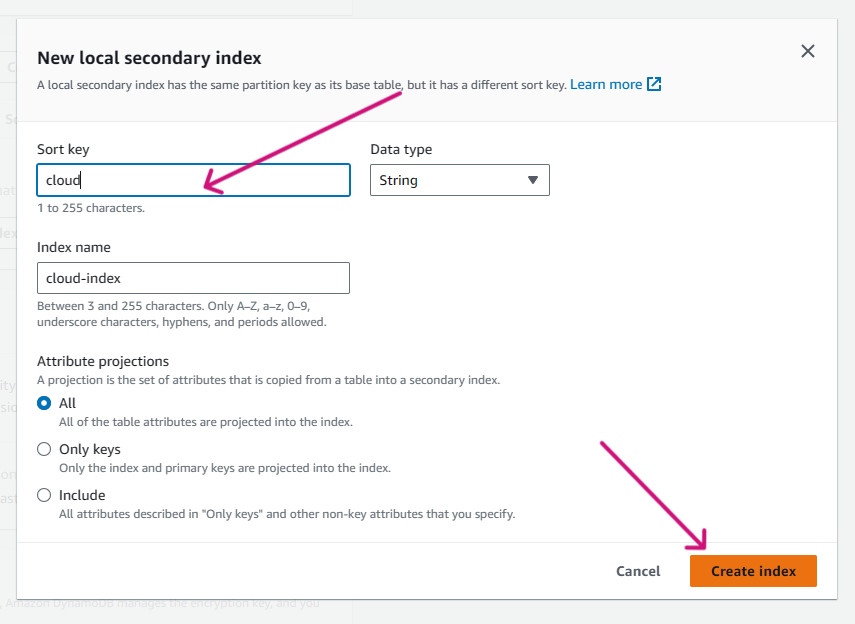 New local secondary index
A local secondary index has the same partition key as its base table, but it has a different sort key. Learn more
Sort key
Data type
cloud
String
1 to 255 characters.
Index name
cloud-index
Between 3 and 255 characters. Only A–Z, a–z, 0–9,
underscore characters, hyphens, and periods allowed.
Attribute projections
A projection is the set of attributes that is copied from a table into a secondary index.
All
All of the table attributes are projected into the index.
Only keys
Only the index and primary keys are projected into the index.
Include
All attributes described in "Only keys" and other non-key attributes that you specify.
Cancel
Create index
Amazon DynamoDB manages the encryption key, and you